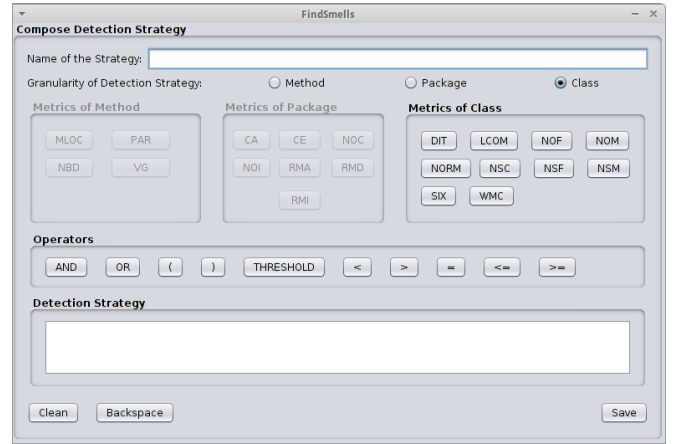 FindSmells
Compose Detection Strategy
Name of the Strategy:
Granularity of Detection Strategy: Method Package Class
Metrics of Method Metrics of Package Metrics of Class
MLOC PAR CA CE NOC DIT LCOM NOF NOM
NBD VG NOI RMA RMD NORM NSC NSF NSM
RMI SIX WMC
Operators
AND OR ( ) THRESHOLD < > = <= >=
Detection Strategy
Clean Backspace Save